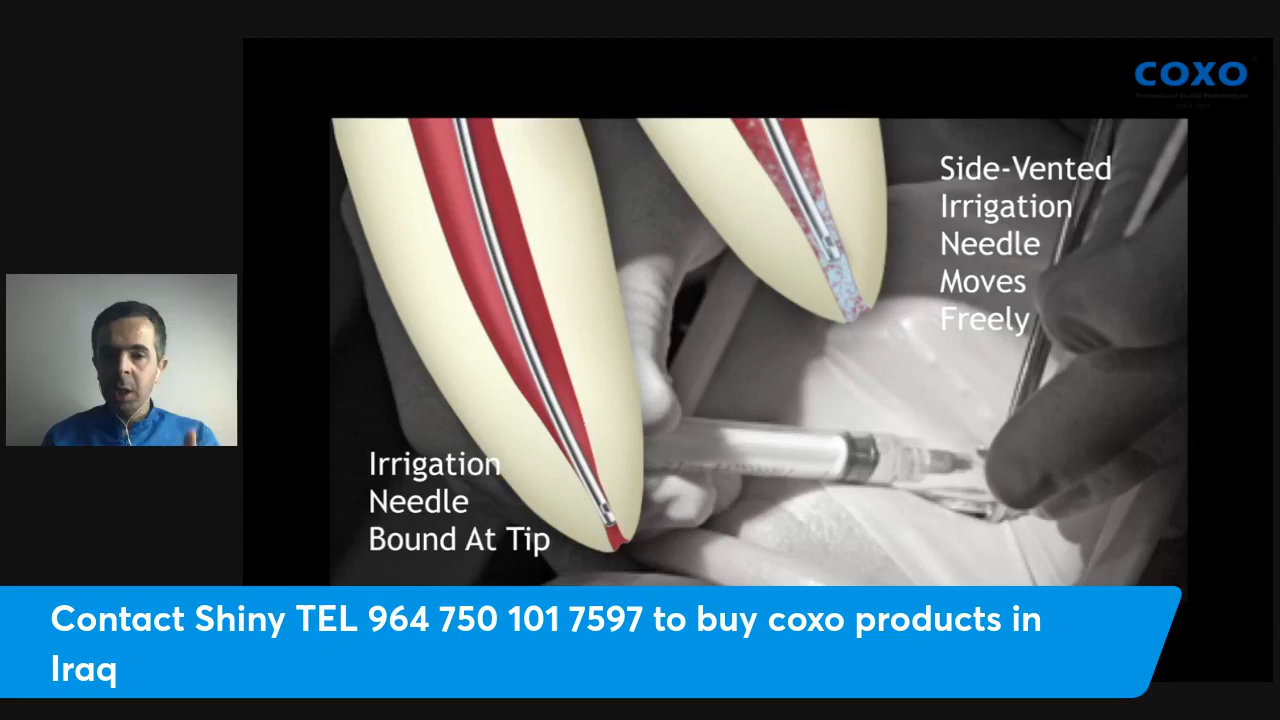 COXO
Side-Vented
Irrigation
Needle
Moves
Freely
Irrigation
Needle
Bound At Tip
Contact Shiny TEL 964 750 101 7597 to buy coxo products in
Iraq